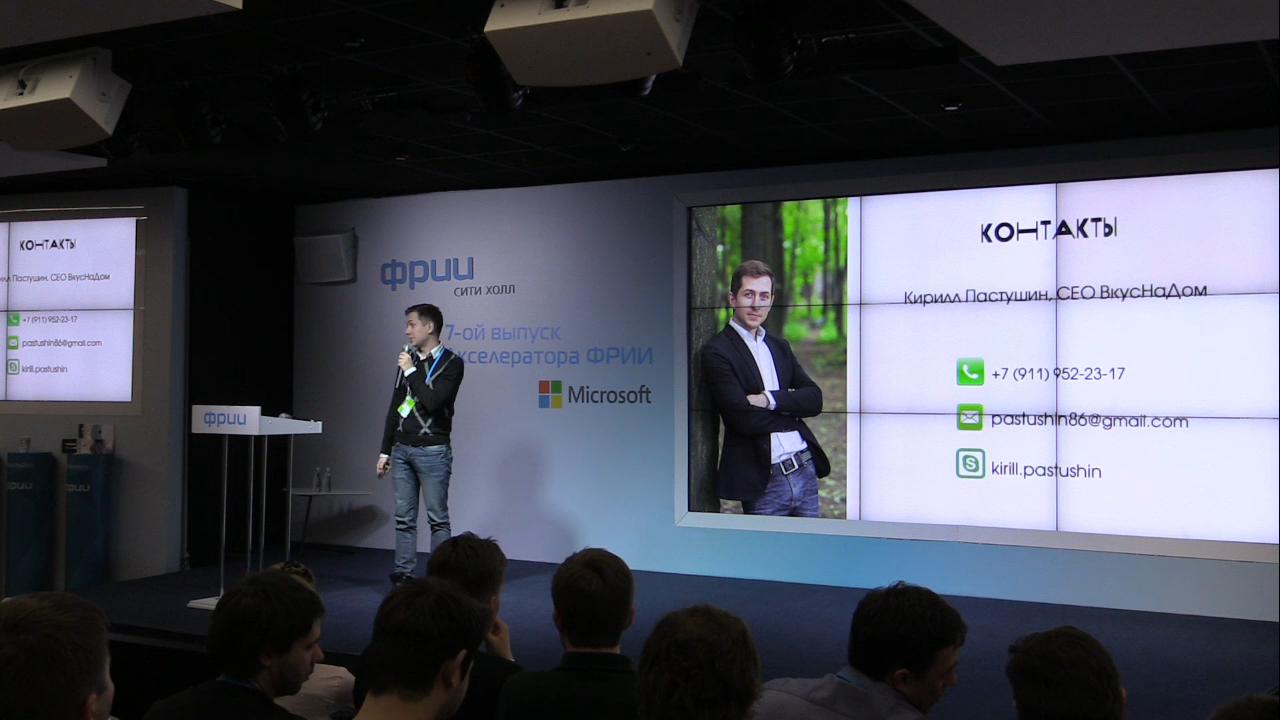 КОНТАКТЫ
Пастушин, CEO ВкусНаДом
+7 (911) 952-23-17
pastushin86@gmail.com
kirill.pastushin
фрии
сити холл
7-ой выпуск
акселератора ФРИИ
Microsoft
фрии
КОНТАКТЫ
Кирилл Пастушин, CEO ВкусНаДом
+7 (911) 952-23-17
pastushin86@gmail.com
kirill.pastushin